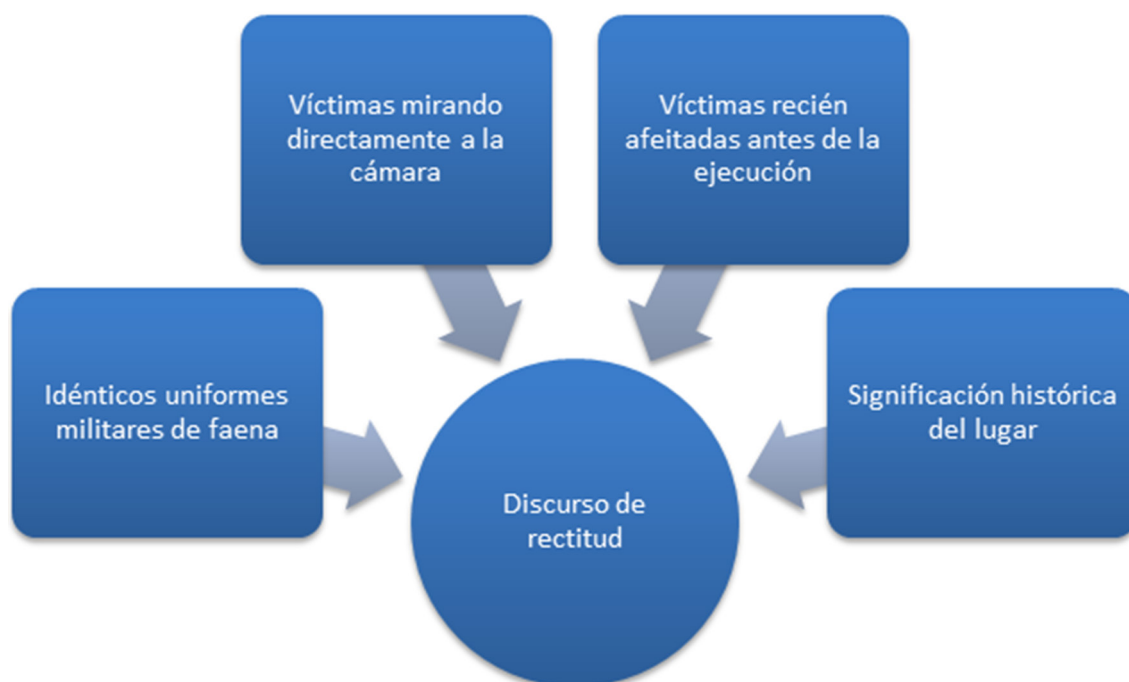 Víctimas mirando
directamente a la
cámara
Víctimas recién
afeitadas antes de la
ejecución
Idénticos uniformes
militares de faena
Significación histórica
del lugar
Discurso de
rectitud